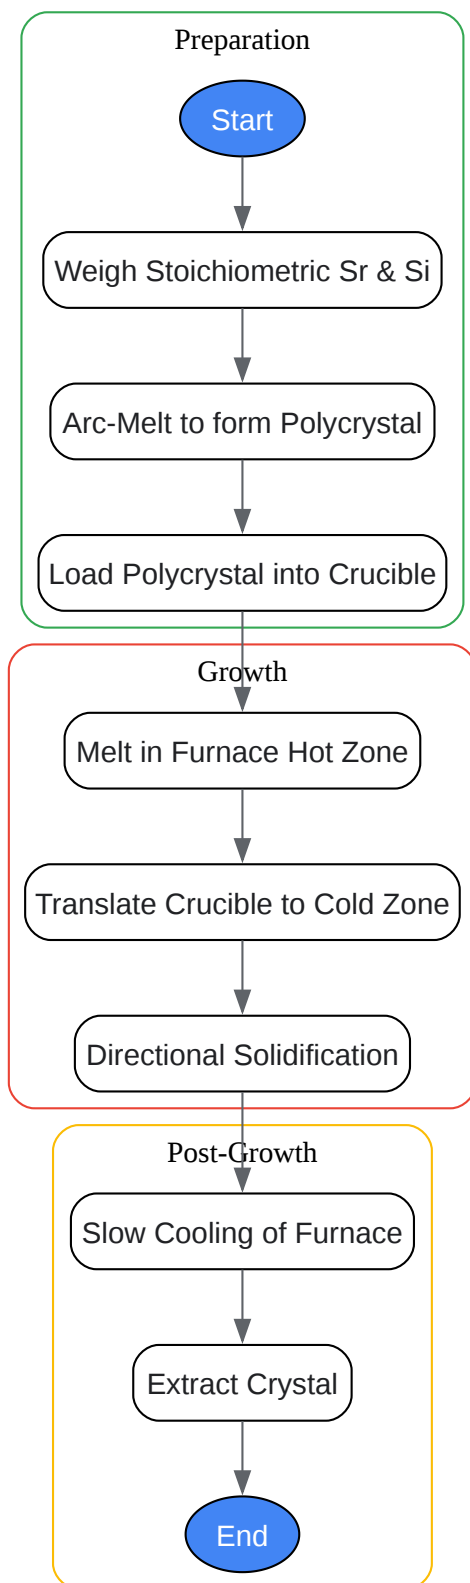 Preparation
Start
Weigh Stoichiometric Sr & Si
Arc-Melt to form Polycrystal
Load Polycrystal into Crucible
Growth
Melt in Furnace Hot Zone
Translate Crucible to Cold Zone
Directional Solidification
Post-Growth
Slow Cooling of Furnace
Extract Crystal
End